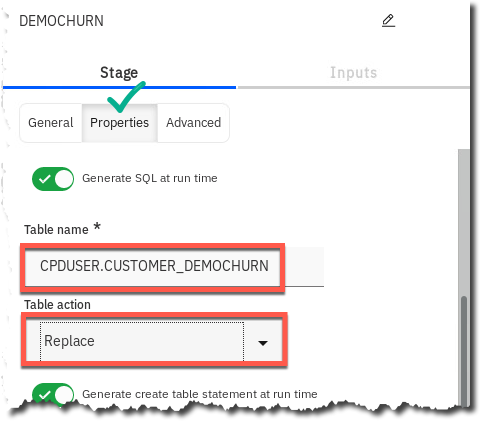 DEMOCHURN
Stage
Inputs
General
Properties
Advanced
Generate SQL at run time
Table name *
CPDUSER.CUSTOMER_DEMOCHURN
Table action
Replace
Generate create table statement at run time